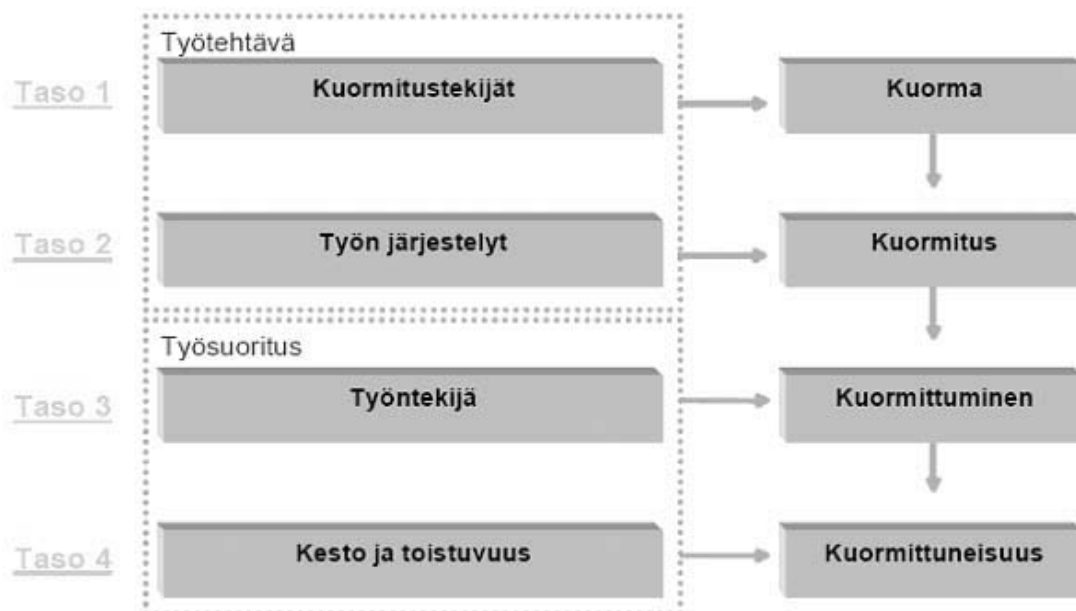 Työtehtävä
Taso 1
Kuormitustekijät
Kuorma
Taso 2
Työn järjestelyt
Kuormitus
Työsuoritus
Taso 3
Työntekijä
Kuormittuminen
Taso 4
Kesto ja toistuvuus
Kuormittuneisuus